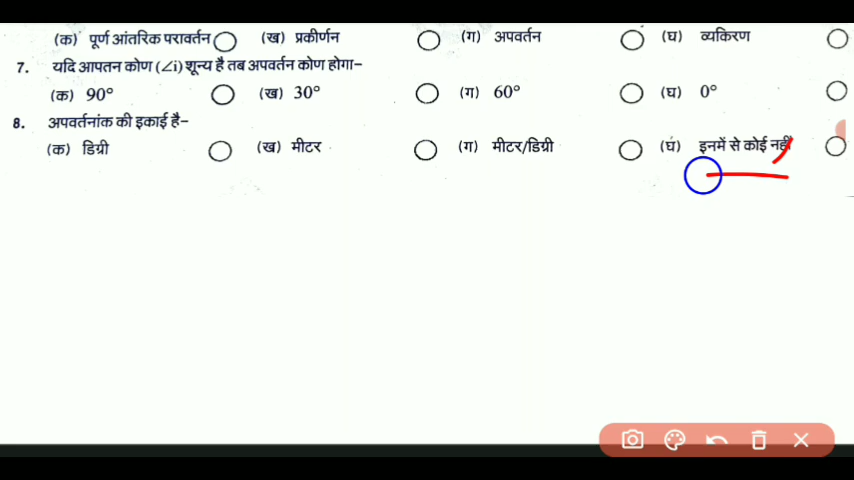 (क) पूर्ण आंतरिक परावर्तन (ख) प्रकीर्णन (ग) अपवर्तन (घ) व्यकिरण
7. यदि आपतन कोण (∠i) शून्य है तब अपवर्तन कोण होगा–
(क) 90° (ख) 30° (ग) 60° (घ) 0°
8. अपवर्तनांक की इकाई है–
(क) डिग्री (ख) मीटर (ग) मीटर/डिग्री (घ) इनमें से कोई नहीं